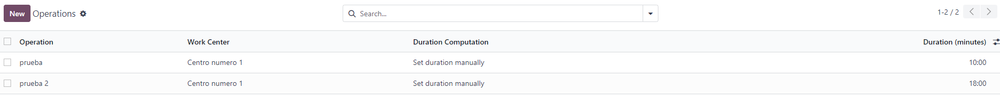 New Operations Search... 1-2 / 2
Operation Work Center Duration Computation Duration (minutes)
prueba Centro numero 1 Set duration manually 10:00
prueba 2 Centro numero 1 Set duration manually 18:00